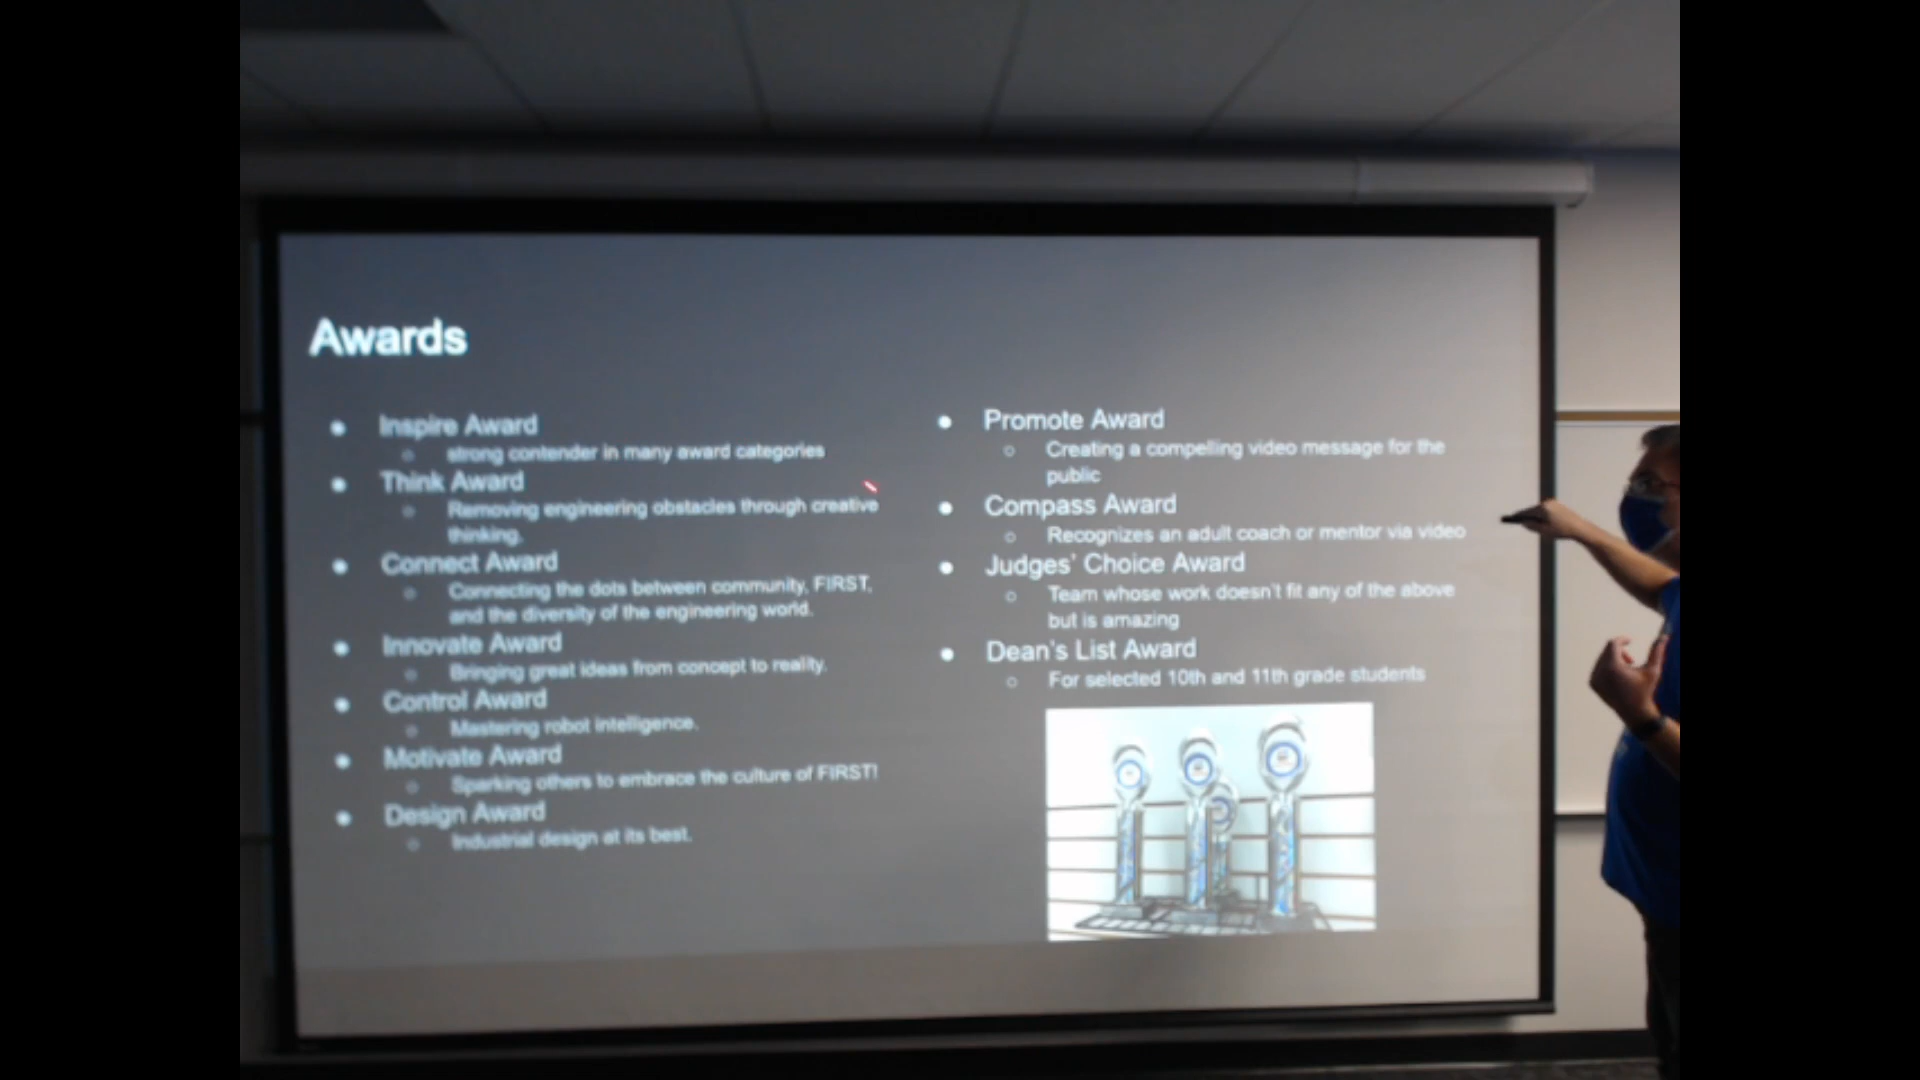 Awards
Inspire Award
strong contender in many award categories
Think Award
Removing engineering obstacles through creative
thinking.
Connect Award
Connecting the dots between community, FIRST,
and the diversity of the engineering world.
Innovate Award
Bringing great ideas from concept to reality.
Control Award
Mastering robot intelligence.
Motivate Award
Sparking others to embrace the culture of FIRST!
Design Award
Industrial design at its best.
Promote Award
Creating a compelling video message for the
public
Compass Award
Recognizes an adult coach or mentor via video
Judges' Choice Award
Team whose work doesn't fit any of the above
but is amazing
Dean's List Award
For selected 10th and 11th grade students